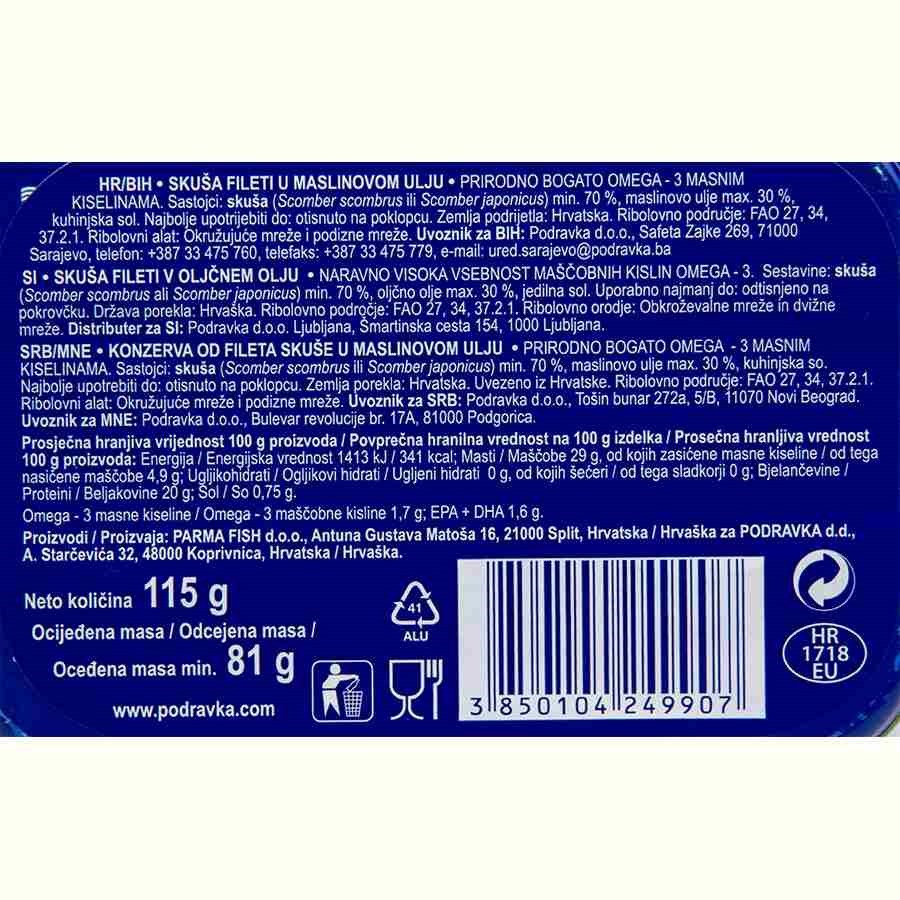 HR/BIH • SKUŠA FILETI U MASLINOVOM ULJU • PRIRODNO BOGATO OMEGA - 3 MASNIM
KISELINAMA. Sastojci: skuša (Scomber scombrus ili Scomber japonicus) min. 70 %, maslinovo ulje max. 30 %,
kuhinjska sol. Najbolje upotrijebiti do: otisnuto na poklopcu. Zemlja podrijetla: Hrvatska. Ribolovno područje: FAO 27, 34,
37.2.1. Ribolovni alat: Okružujuće mreže i podizne mreže. Uvoznik za BIH: Podravka d.o.o., Safeta Zajke 269, 71000
Sarajevo, telefon: +387 33 475 760, telefaks: +387 33 475 779, e-mail: ured.sarajevo@podravka.ba
SI • SKUŠA FILETI V OLJČNEM OLJU • NARAVNO VISOKA VSEBNOST MAŠČOBNIH KISLIN OMEGA - 3. Sestavine: skuša
(Scomber scombrus ali Scomber japonicus) min. 70 %, oljčno olje max. 30 %, jedilna sol. Uporabno najmanj do: odtisnjeno na
pokrovčku. Država porekla: Hrvaška. Ribolovno področje: FAO 27, 34, 37.2.1. Ribolovno orodje: Obkroževalne mreže in dvižne
mreže. Distributer za SI: Podravka d.o.o. Ljubljana, Šmartinska cesta 154, 1000 Ljubljana.
SRB/MNE • KONZERVA OD FILETA SKUŠE U MASLINOVOM ULJU • PRIRODNO BOGATO OMEGA - 3 MASNIM
KISELINAMA. Sastojci: skuša (Scomber scombrus ili Scomber japonicus) min. 70 %, maslinovo ulje max. 30 %, kuhinjska so.
Najbolje upotrebiti do: otisnuto na poklopcu. Zemlja porekla: Hrvatska. Uvezeno iz Hrvatske. Ribolovno područje: FAO 27, 34, 37.2.1.
Ribolovni alat: Okružujuće mreže i podizne mreže. Uvoznik za SRB: Podravka d.o.o., Tošin bunar 272a, 5/B, 11070 Novi Beograd.
Uvoznik za MNE: Podravka d.o.o., Bulevar revolucije br. 17A, 81000 Podgorica.
Prosječna hranjiva vrijednost 100 g proizvoda / Povprečna hranilna vrednost na 100 g izdelka / Prosečna hranljiva vrednost
100 g proizvoda: Energija / Energijska vrednost 1413 kJ / 341 kcal; Masti / Maščobe 29 g, od kojih zasićene masne kiseline / od tega
nasičene maščobe 4,9 g; Ugljikohidrati / Ogljikovi hidrati / Ugljeni hidrati 0 g, od kojih šećeri / od tega sladkorji 0 g; Bjelančevine /
Proteini / Beljakovine 20 g; Sol / So 0,75 g.
Omega - 3 masne kiseline / Omega - 3 maščobne kisline 1,7 g; EPA + DHA 1,6 g.
Proizvodi / Proizvaja: PARMA FISH d.o.o., Antuna Gustava Matoša 16, 21000 Split, Hrvatska / Hrvaška za PODRAVKA d.d.,
A. Starčevića 32, 48000 Koprivnica, Hrvatska / Hrvaška.
Neto količina 115 g
Ocijeđena masa / Odcejena masa /
Oceđena masa min. 81 g
www.podravka.com
41
ALU
3 850104 249907
HR
1718
EU